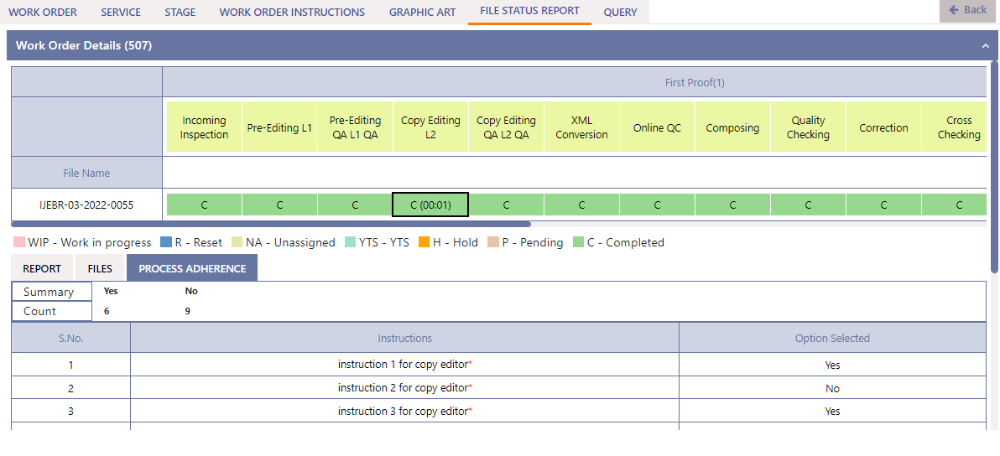 WORK ORDER SERVICE STAGE WORK ORDER INSTRUCTIONS GRAPHIC ART FILE STATUS REPORT QUERY Back
Work Order Details (507)
First Proof(1)
Incoming Inspection Pre-Editing L1 Pre-Editing QA L1 QA Copy Editing L2 Copy Editing QA L2 QA XML Conversion Online QC Composing Quality Checking Correction Cross Checking
File Name
IJEBR-03-2022-0055 C C C C (00:01) C C C C C C C
WIP - Work in progress R - Reset NA - Unassigned YTS - YTS H - Hold P - Pending C - Completed
REPORT FILES PROCESS ADHERENCE
Summary Yes No
Count 6 9
S.No. Instructions Option Selected
1 instruction 1 for copy editor* Yes
2 instruction 2 for copy editor* No
3 instruction 3 for copy editor* Yes